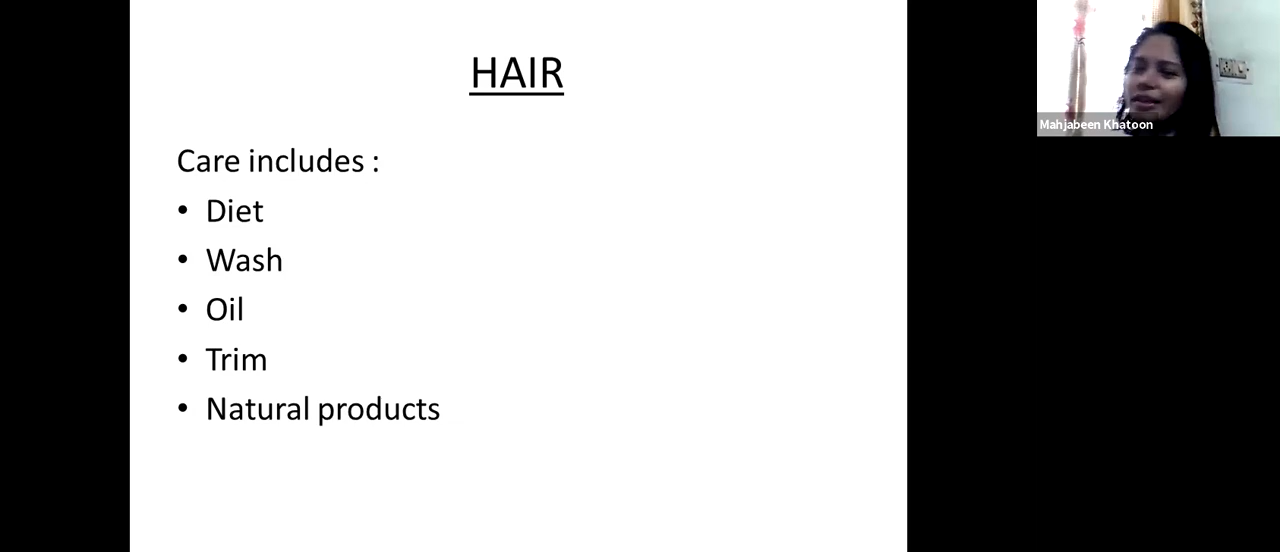 HAIR
Care includes :
• Diet
• Wash
• Oil
• Trim
• Natural products
Mahjabeen Khatoon